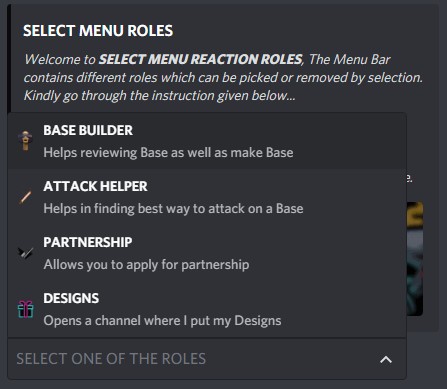 SELECT MENU ROLES
Welcome to SELECT MENU REACTION ROLES, The Menu Bar
contains different roles which can be picked or removed by selection.
Kindly go through the instruction given below...
BASE BUILDER
Helps reviewing Base as well as make Base
ATTACK HELPER
Helps in finding best way to attack on a Base
PARTNERSHIP
Allows you to apply for partnership
DESIGNS
Opens a channel where I put my Designs
SELECT ONE OF THE ROLES